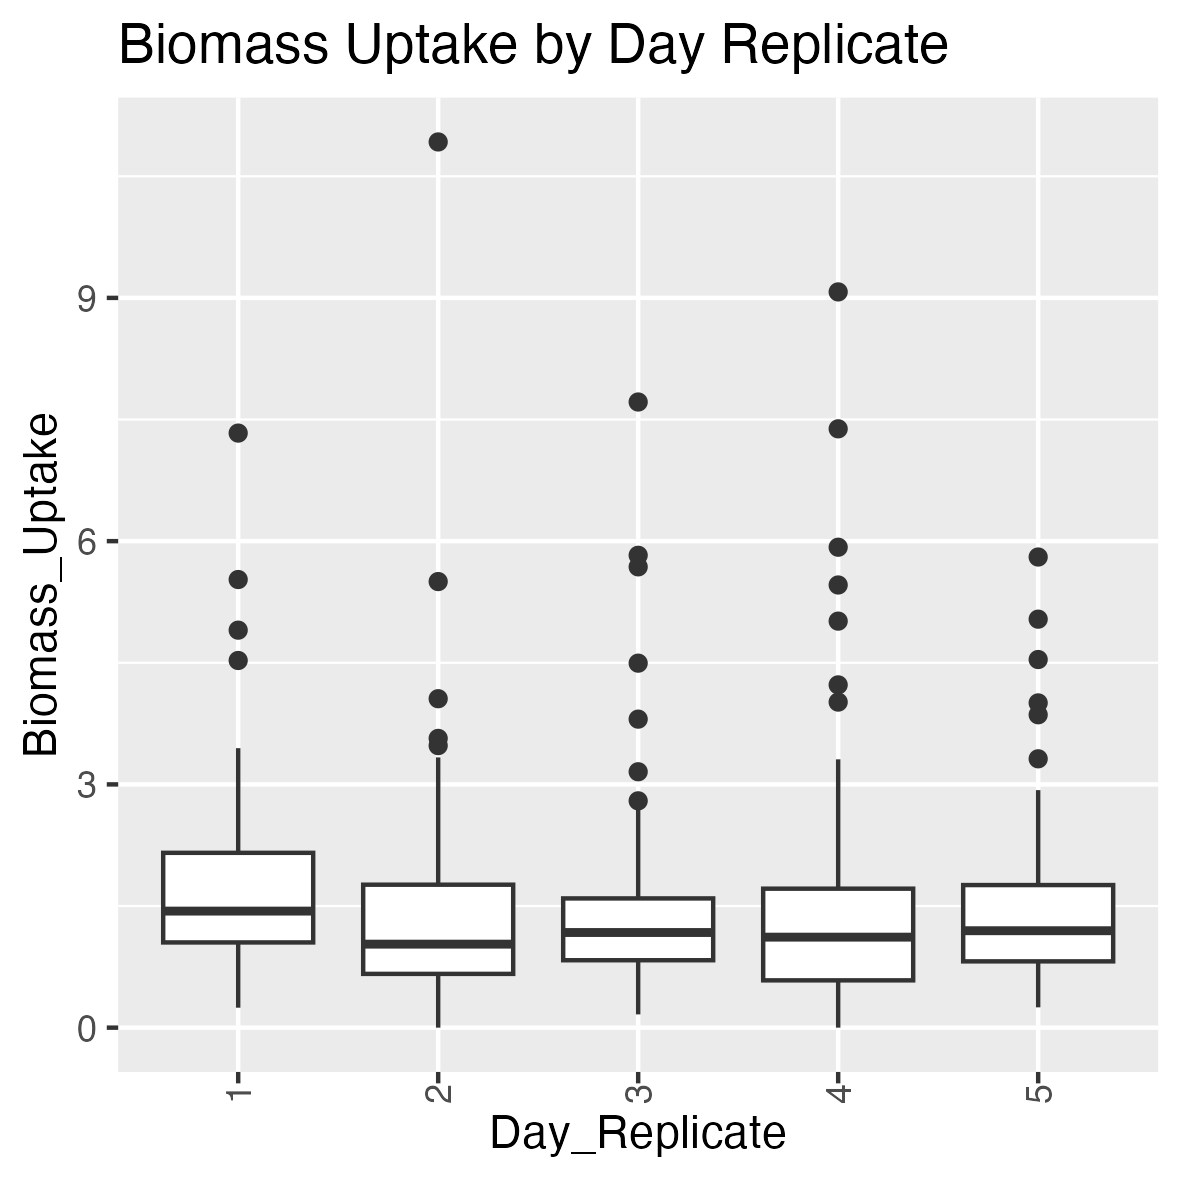 Biomass Uptake by Day Replicate
Biomass_Uptake
9
6
3
0
1 2 3 4 5
Day_Replicate